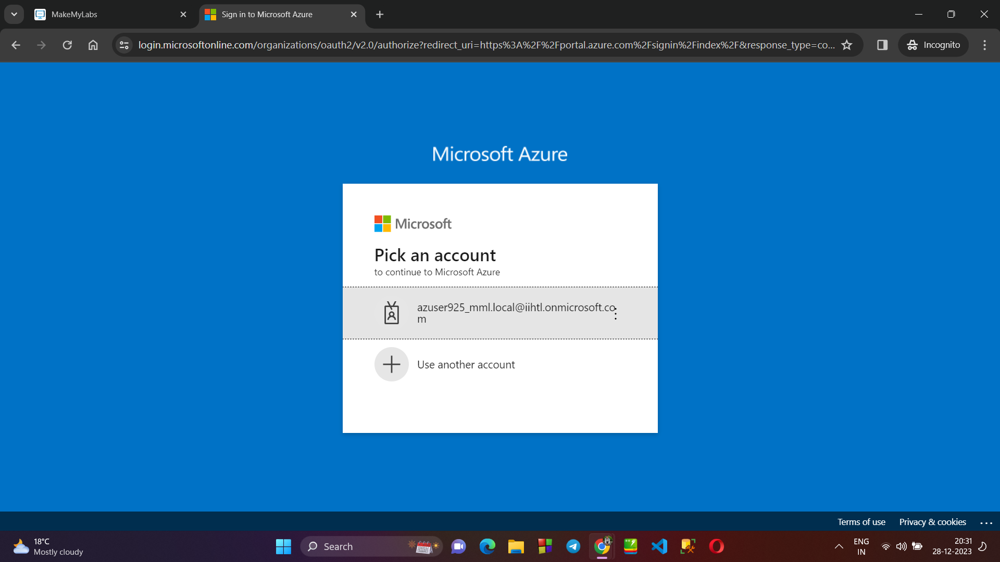 MakeMyLabs
Sign in to Microsoft Azure
login.microsoftonline.com/organizations/oauth2/v2.0/authorize?redirect_uri=https%3A%2F%2Fportal.azure.com%2Fsignin%2Findex%2F&response_type=co...
Incognito
Microsoft Azure
Microsoft
Pick an account
to continue to Microsoft Azure
azuser925_mml.local@iihtl.onmicrosoft.co
m
Use another account
Terms of use
Privacy & cookies
...
18°C
Mostly cloudy
Search
ENG
IN
20:31
28-12-2023